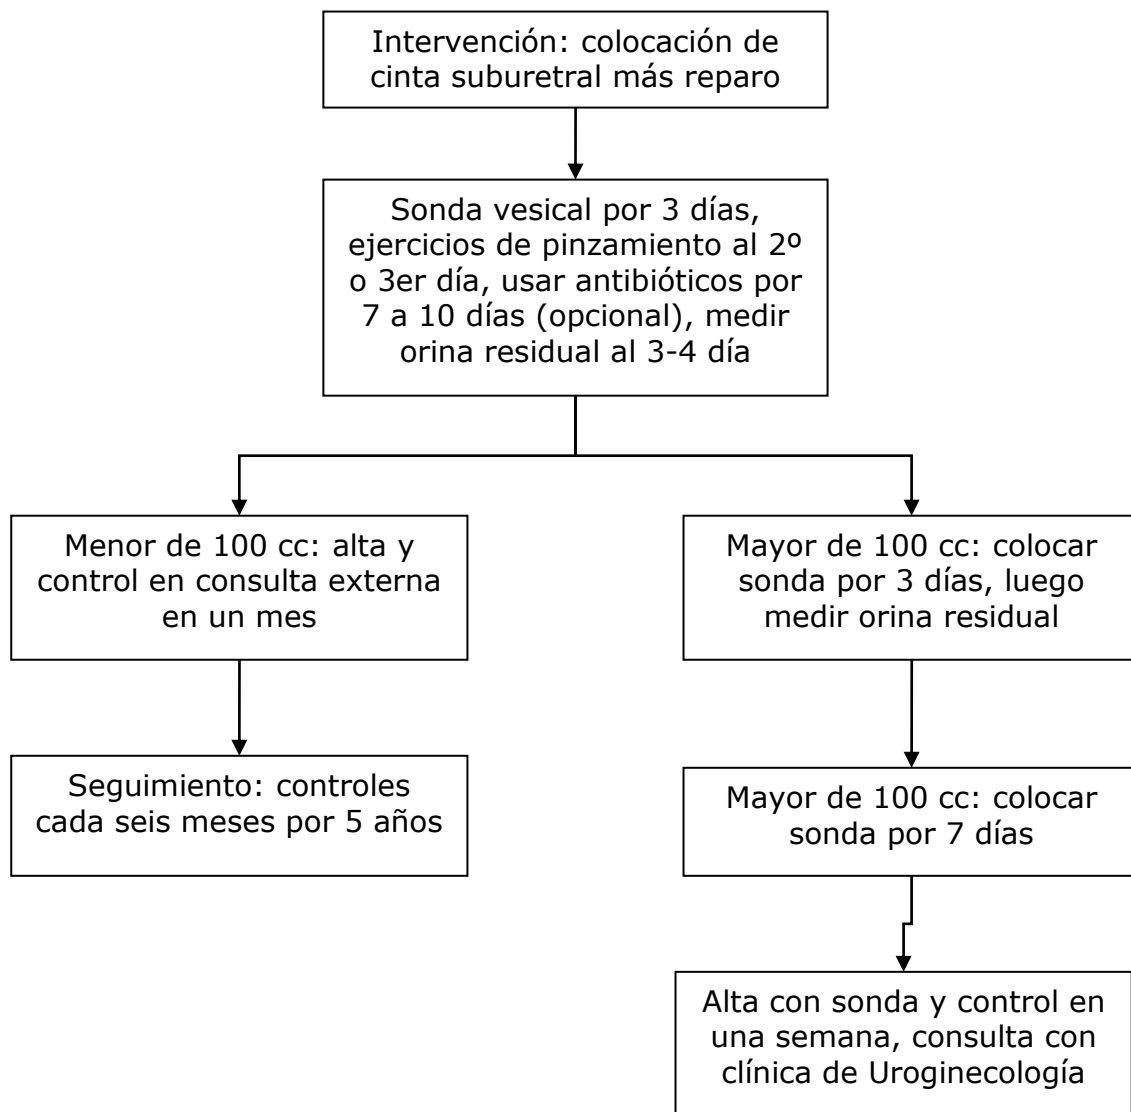 Intervención: colocación de
cinta suburetral más reparo
Sonda vesical por 3 días,
ejercicios de pinzamiento al 2º
o 3er día, usar antibióticos por
7 a 10 días (opcional), medir
orina residual al 3-4 día
Menor de 100 cc: alta y
control en consulta externa
en un mes
Mayor de 100 cc: colocar
sonda por 3 días, luego
medir orina residual
Seguimiento: controles
cada seis meses por 5 años
Mayor de 100 cc: colocar
sonda por 7 días
Alta con sonda y control en
una semana, consulta con
clínica de Uroginecología